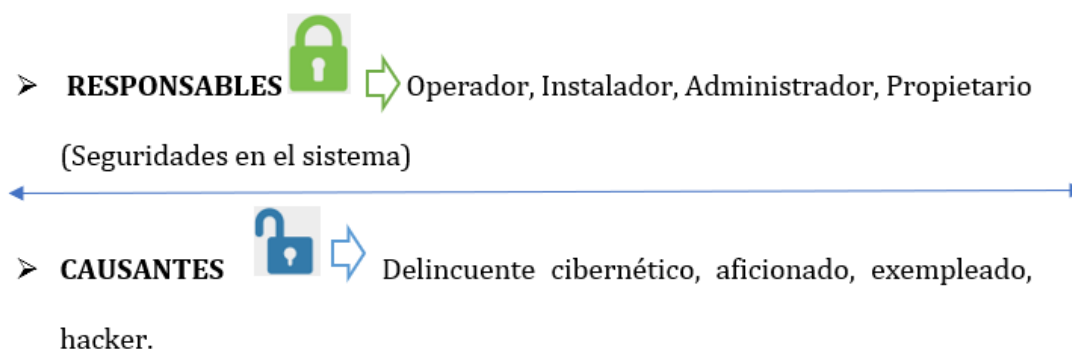 ➢ RESPONSABLES Operador, Instalador, Administrador, Propietario
(Seguridades en el sistema)
➢ CAUSANTES Delincuente cibernético, aficionado, exempleado,
hacker.